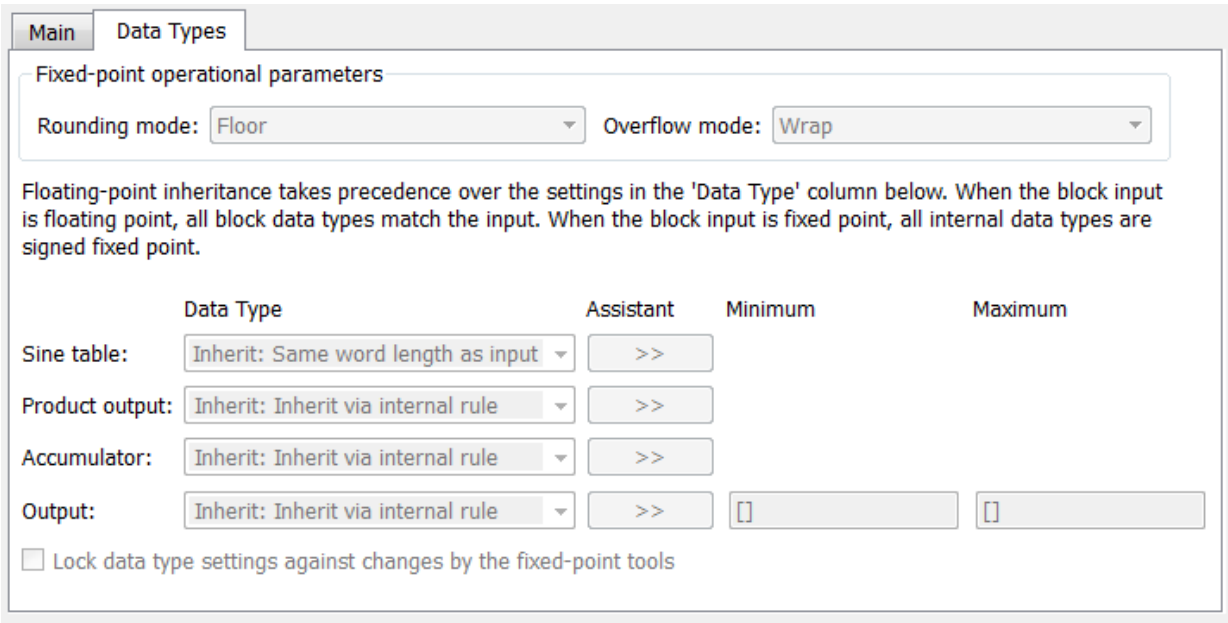 Main Data Types
Fixed-point operational parameters
Rounding mode: Floor Overflow mode: Wrap
Floating-point inheritance takes precedence over the settings in the 'Data Type' column below. When the block input
is floating point, all block data types match the input. When the block input is fixed point, all internal data types are
signed fixed point.
Data Type Assistant Minimum Maximum
Sine table: Inherit: Same word length as input >>
Product output: Inherit: Inherit via internal rule >>
Accumulator: Inherit: Inherit via internal rule >>
Output: Inherit: Inherit via internal rule >> [] []
Lock data type settings against changes by the fixed-point tools